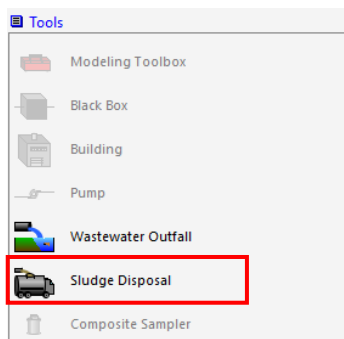 Tools
Modeling Toolbox
Black Box
Building
Pump
Wastewater Outfall
Sludge Disposal
Composite Sampler